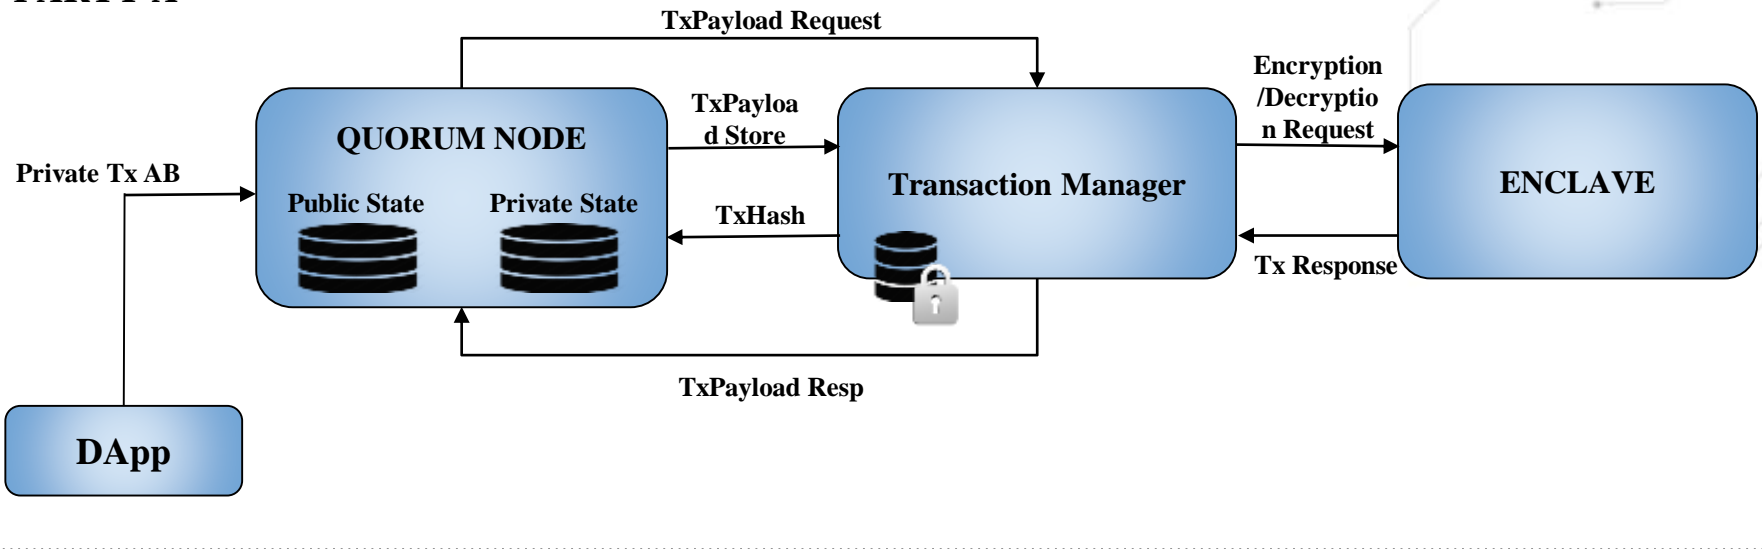 TxPayload Request
Encryption
/Decryptio
n Request
TxPayloa
d Store
QUORUM NODE
Private Tx AB
Public State
Private State
Transaction Manager
ENCLAVE
TxHash
Tx Response
TxPayload Resp
DApp